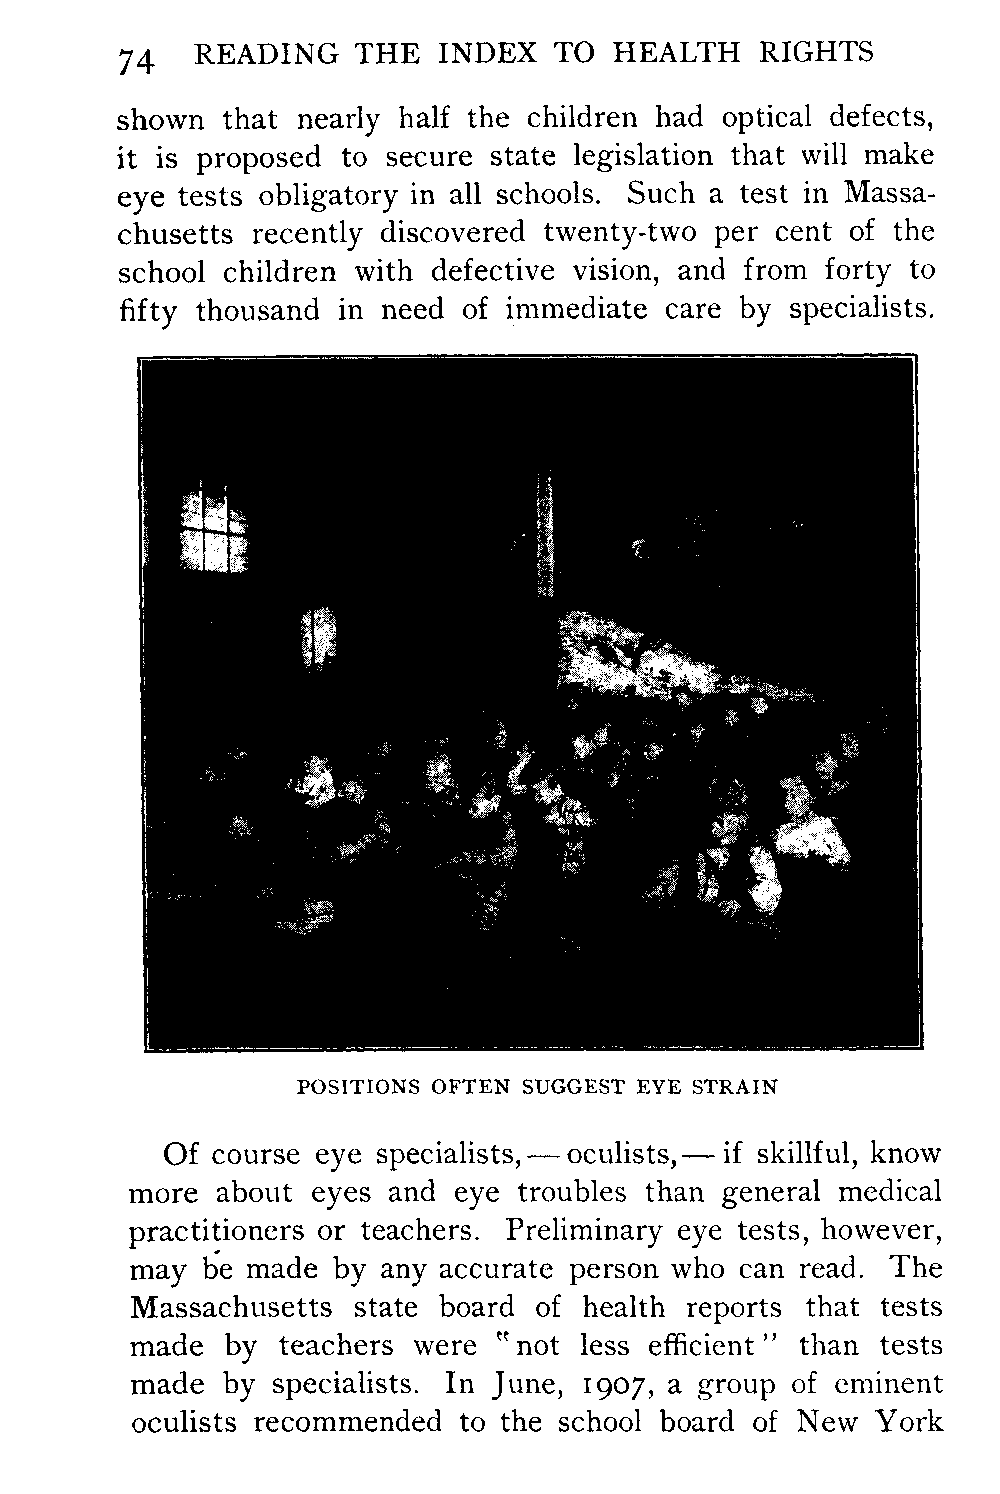 74 READING THE INDEX TO HEALTH RIGHTS
shown that nearly half the children had optical defects,
it is proposed to secure state legislation that will make
eye tests obligatory in all schools. Such a test in Massa-
chusetts recently discovered twenty-two per cent of the
school children with defective vision, and from forty to
fifty thousand in need of immediate care by specialists.
POSITIONS OFTEN SUGGEST EYE STRAIN
Of course eye specialists,— oculists,— if skillful, know
more about eyes and eye troubles than general medical
practitioners or teachers. Preliminary eye tests, however,
may be made by any accurate person who can read. The
Massachusetts state board of health reports that tests
made by teachers were "not less efficient" than tests
made by specialists. In June, 1907, a group of eminent
oculists recommended to the school board of New York